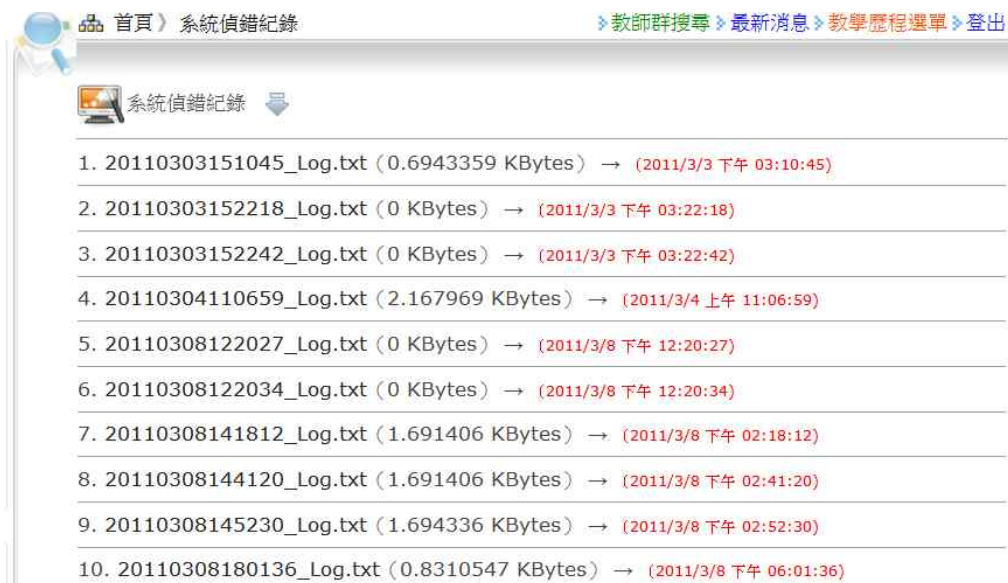 首頁》系統偵錯紀錄 教師群搜尋 最新消息 教學歷程選單 登出
系統偵錯紀錄
1. 20110303151045_Log.txt (0.6943359 KBytes) → (2011/3/3 下午 03:10:45)
2. 20110303152218_Log.txt (0 KBytes) → (2011/3/3 下午 03:22:18)
3. 20110303152242_Log.txt (0 KBytes) → (2011/3/3 下午 03:22:42)
4. 20110304110659_Log.txt (2.167969 KBytes) → (2011/3/4 上午 11:06:59)
5. 20110308122027_Log.txt (0 KBytes) → (2011/3/8 下午 12:20:27)
6. 20110308122034_Log.txt (0 KBytes) → (2011/3/8 下午 12:20:34)
7. 20110308141812_Log.txt (1.691406 KBytes) → (2011/3/8 下午 02:18:12)
8. 20110308144120_Log.txt (1.691406 KBytes) → (2011/3/8 下午 02:41:20)
9. 20110308145230_Log.txt (1.694336 KBytes) → (2011/3/8 下午 02:52:30)
10. 20110308180136_Log.txt (0.8310547 KBytes) → (2011/3/8 下午 06:01:36)